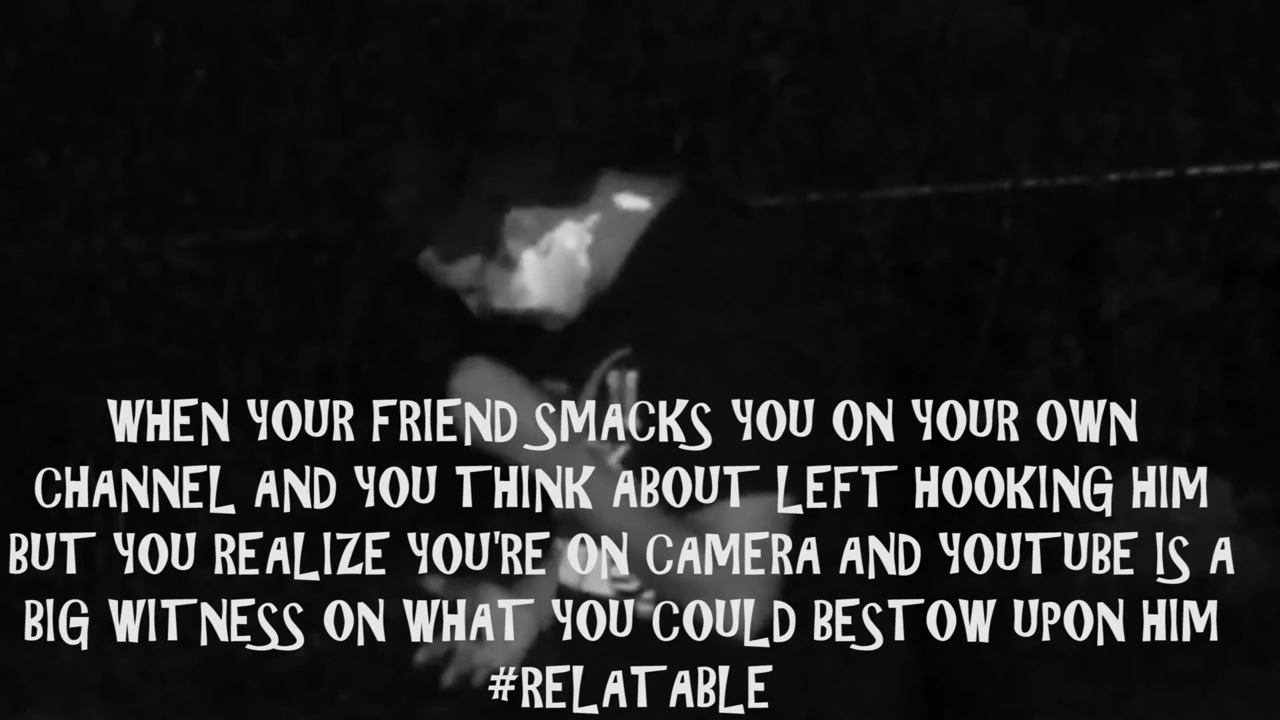 WHEN YOUR FRIEND SMACKS YOU ON YOUR OWN
CHANNEL AND YOU THINK ABOUT LEFT HOOKING HIM
BUT YOU REALIZE YOU'RE ON CAMERA AND YOUTUBE IS A
BIG WITNESS ON WHAT YOU COULD BESTOW UPON HIM
#RELATABLE